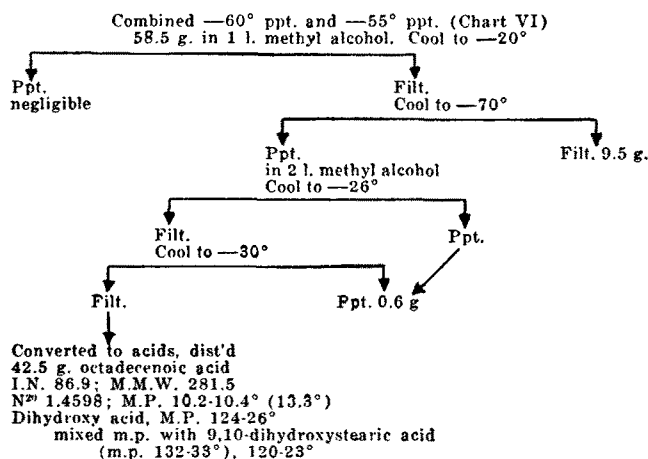 Combined —60° ppt. and —55° ppt. (Chart VI)
58.5 g. in 1 l. methyl alcohol. Cool to —20°
Ppt.
negligible
Filt.
Cool to —70°
Ppt.
in 2 l. methyl alcohol
Cool to —26°
Filt. 9.5 g.
Filt.
Cool to —30°
Ppt.
Filt.
Ppt. 0.6 g
Converted to acids, dist'd
42.5 g. octadecenoic acid
I.N. 86.9; M.M.W. 281.5
N²⁰ 1.4598; M.P. 10.2-10.4° (13.3°)
Dihydroxy acid, M.P. 124-26°
mixed m.p. with 9,10-dihydroxystearic acid
(m.p. 132-33°), 120-23°